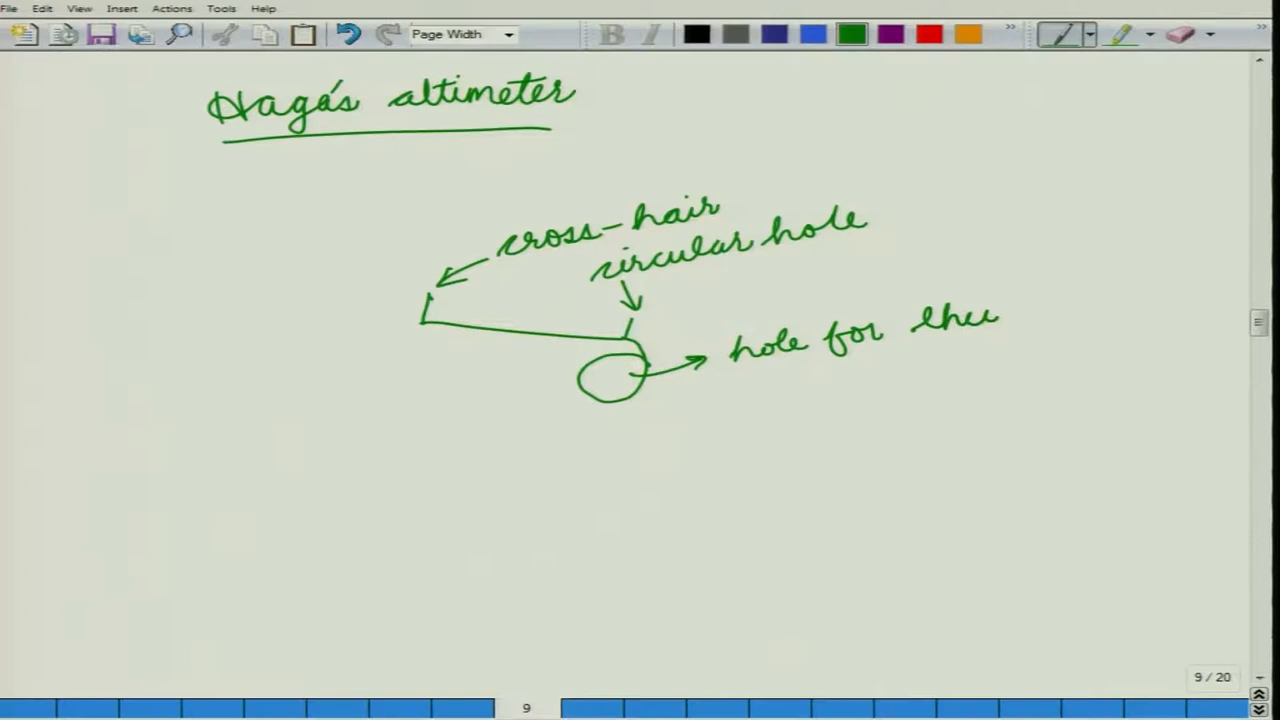 File Edit View Insert Actions Tools Help
Page Width
Haga's altimeter
cross-hair
circular hole
hole for thu
9 / 20
9